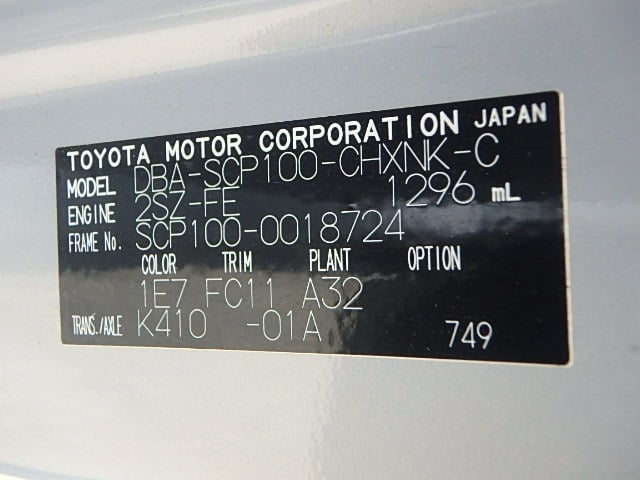 TOYOTA MOTOR CORPORATION JAPAN
MODEL DBA-SCP100-CHXNK-C
ENGINE 2SZ-FE 1296 mL
FRAME No. SCP100-0018724
COLOR TRIM PLANT OPTION
1E7 FC11 A32
TRANS./AXLE K410 -01A 749